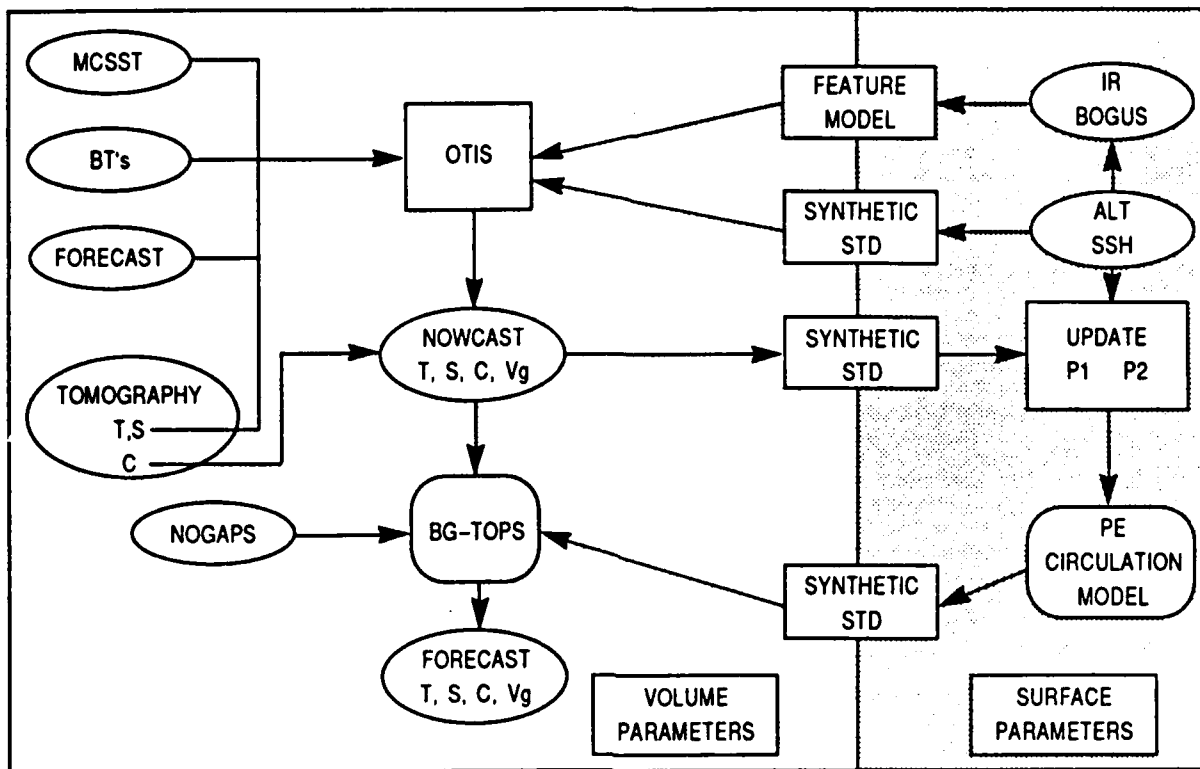 MCSST
BT's
FORECAST
TOMOGRAPHY
T,S
C
NOGAPS
OTIS
NOWCAST
T, S, C, Vg
BG-TOPS
FORECAST
T, S, C, Vg
FEATURE
MODEL
SYNTHETIC
STD
SYNTHETIC
STD
SYNTHETIC
STD
VOLUME
PARAMETERS
IR
BOGUS
ALT
SSH
UPDATE
P1 P2
PE
CIRCULATION
MODEL
SURFACE
PARAMETERS